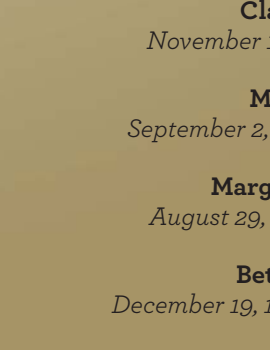 Cla
November 1
M
September 2,
Marg
August 29,
Bet
December 19, 1